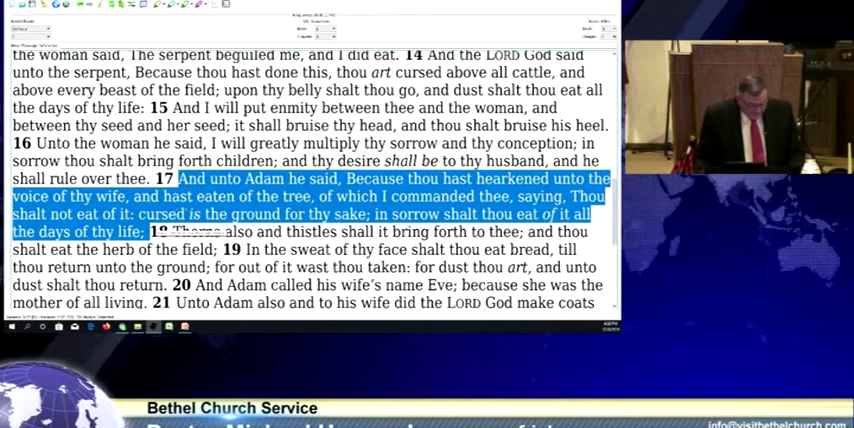 the woman said, The serpent beguiled me, and I did eat. 14 And the LORD God said
unto the serpent, Because thou hast done this, thou art cursed above all cattle, and
above every beast of the field; upon thy belly shalt thou go, and dust shalt thou eat all
the days of thy life: 15 And I will put enmity between thee and the woman, and
between thy seed and her seed; it shall bruise thy head, and thou shalt bruise his heel.
16 Unto the woman he said, I will greatly multiply thy sorrow and thy conception; in
sorrow thou shalt bring forth children; and thy desire shall be to thy husband, and he
shall rule over thee. 17 And unto Adam he said, Because thou hast hearkened unto the
voice of thy wife, and hast eaten of the tree, of which I commanded thee, saying, Thou
shalt not eat of it: cursed is the ground for thy sake; in sorrow shalt thou eat of it all
the days of thy life; 18 Thorns also and thistles shall it bring forth to thee; and thou
shalt eat the herb of the field; 19 In the sweat of thy face shalt thou eat bread, till
thou return unto the ground; for out of it wast thou taken: for dust thou art, and unto
dust shalt thou return. 20 And Adam called his wife's name Eve; because she was the
mother of all living. 21 Unto Adam also and to his wife did the LORD God make coats
Bethel Church Service
info@visitbethelchurch.com